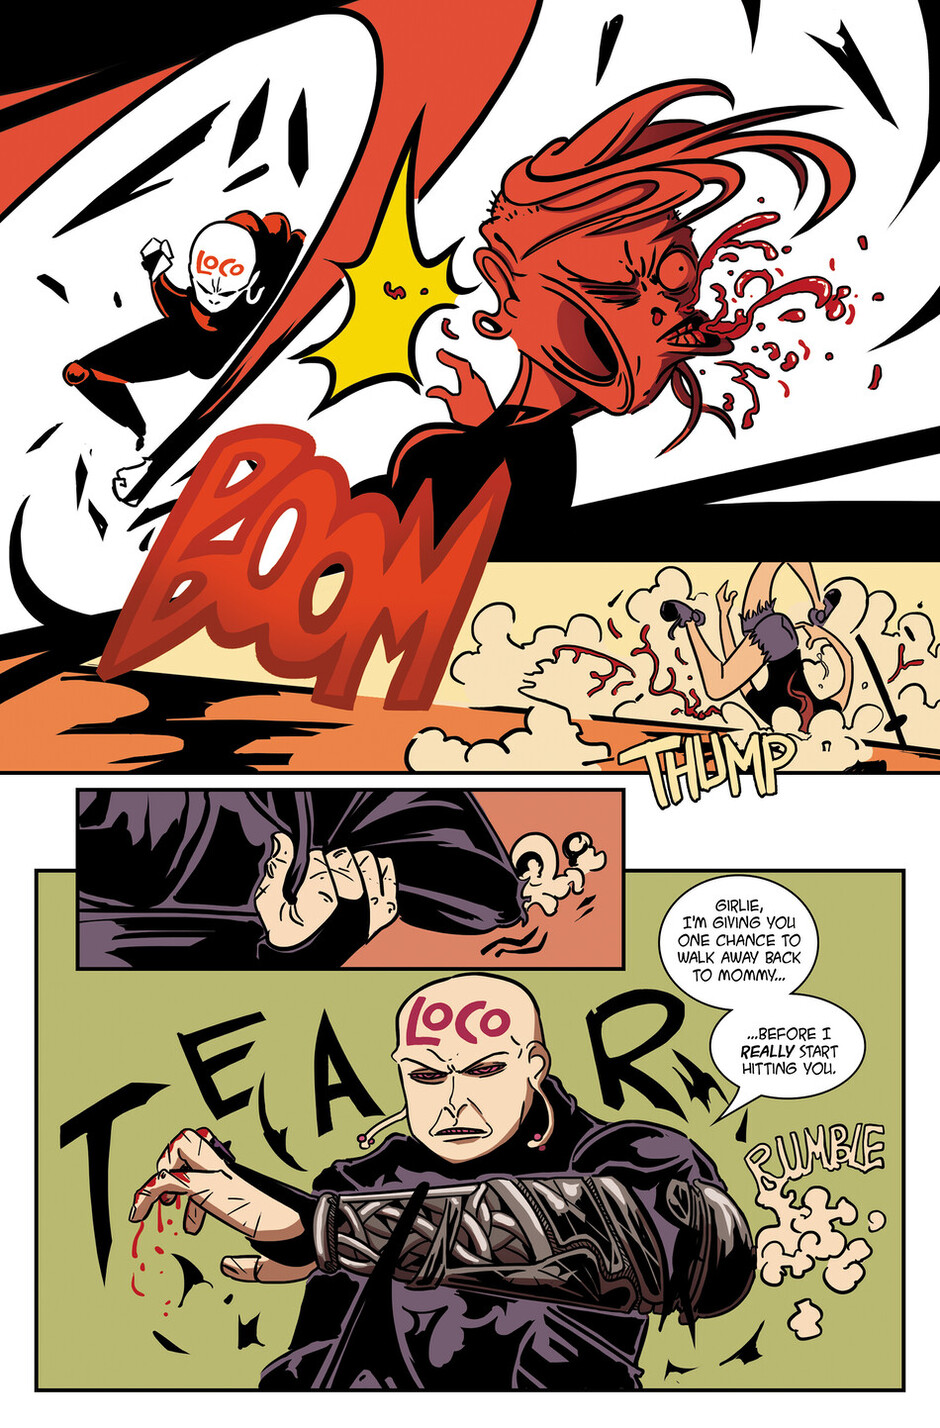 LOCO
BOOM
THUMP
GIRLIE,
I'M GIVING YOU
ONE CHANCE TO
WALK AWAY BACK
TO MOMMY...
...BEFORE I
REALLY START
HITTING YOU.
LOCO
TEAR
RUMBLE